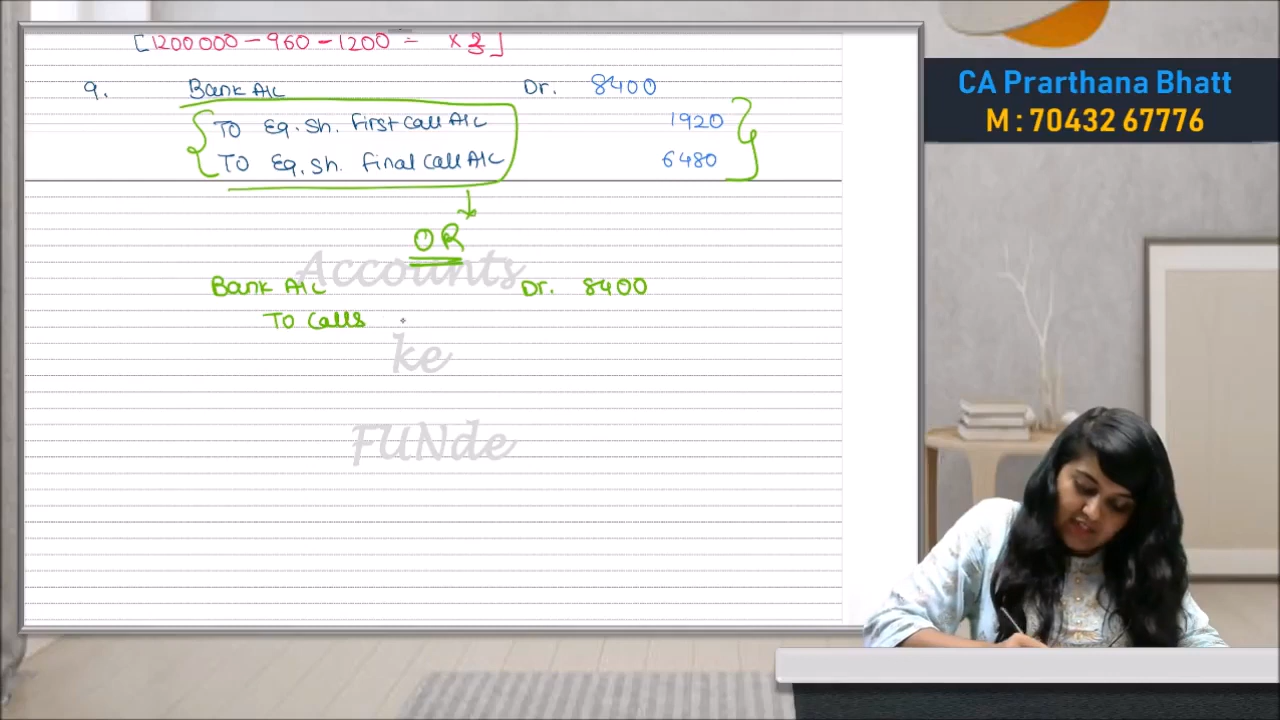 [1200000 - 960 - 1200 = × 2/3]
9. Bank A/C Dr. 8400
TO Eq. Sh. First Call A/C 1920
TO Eq. Sh. Final Call A/C 6480
OR
Bank A/C Dr. 8400
TO Calls
Accounts
ke
FUNde
CA Prarthana Bhatt
M : 70432 67776